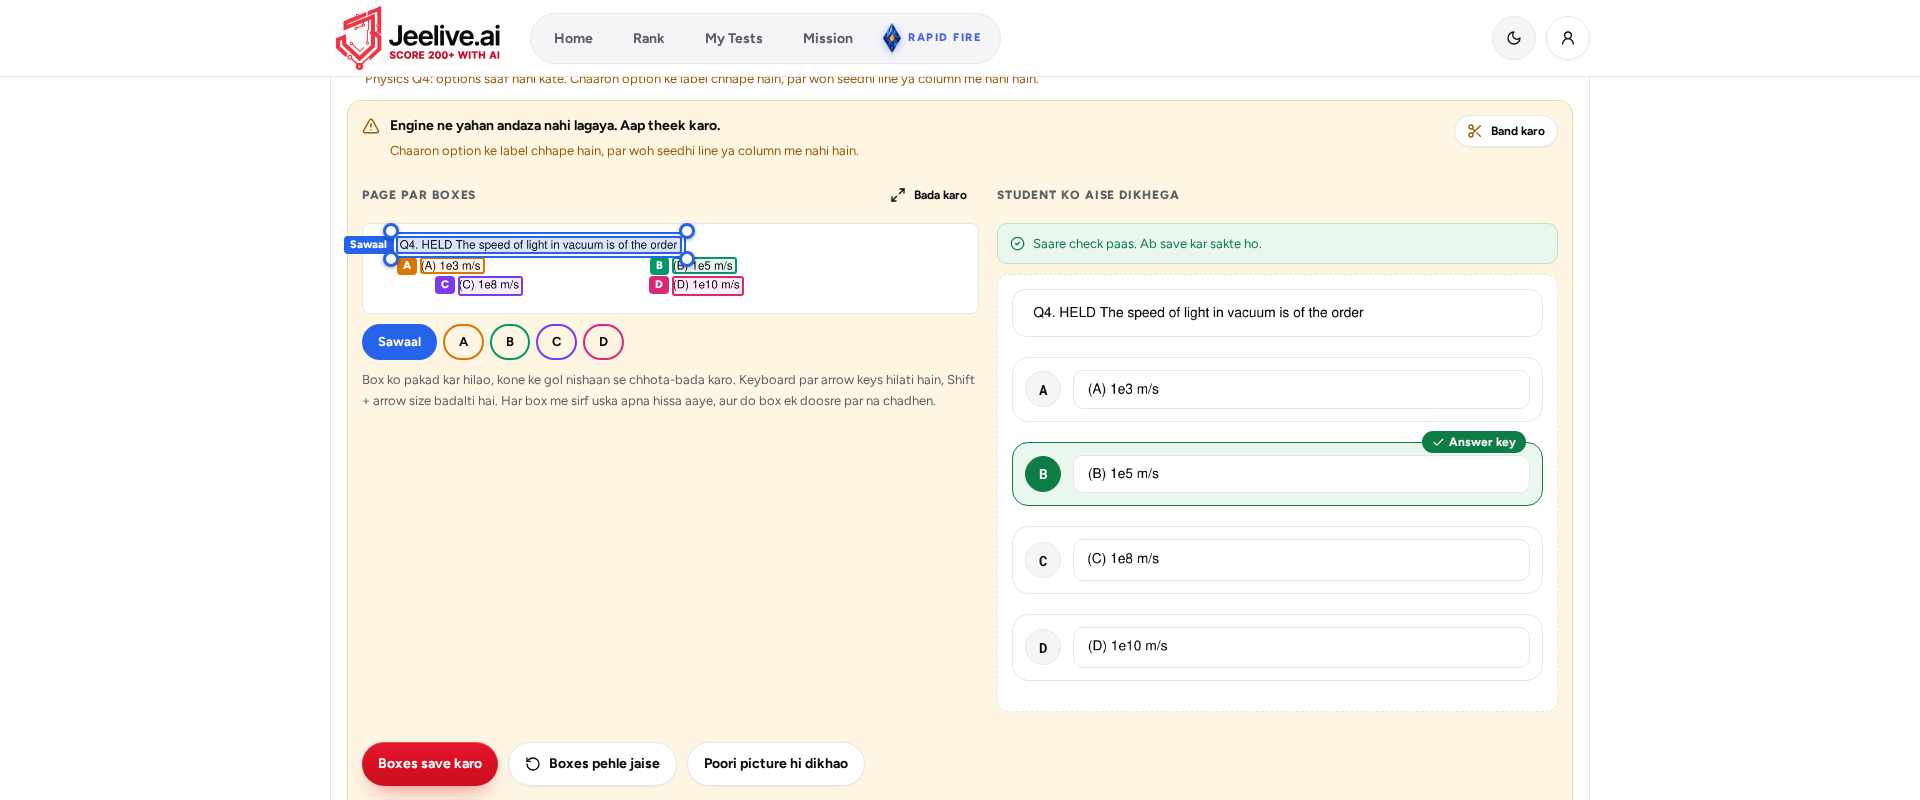 Jeelive.ai
SCORE 200+ WITH AI
Home Rank My Tests Mission RAPID FIRE
Physics Q4: options saaf nahi kate. Chaaron option ke label chhape hain, par woh seedhi line ya column me nahi hain.
Engine ne yahan andaza nahi lagaya. Aap theek karo.
Band karo
Chaaron option ke label chhape hain, par woh seedhi line ya column me nahi hain.
PAGE PAR BOXES
Bada karo
Sawaal
Q4. HELD The speed of light in vacuum is of the order
A (A) 1e3 m/s B (B) 1e5 m/s
C (C) 1e8 m/s D (D) 1e10 m/s
Sawaal A B C D
Box ko pakad kar hilao, kone ke gol nishaan se chhota-bada karo. Keyboard par arrow keys hilati hain, Shift
+ arrow size badalti hai. Har box me sirf uska apna hissa aaye, aur do box ek doosre par na chadhen.
STUDENT KO AISE DIKHEGA
Saare check paas. Ab save kar sakte ho.
Q4. HELD The speed of light in vacuum is of the order
A (A) 1e3 m/s
Answer key
B (B) 1e5 m/s
C (C) 1e8 m/s
D (D) 1e10 m/s
Boxes save karo Boxes pehle jaise Poori picture hi dikhao